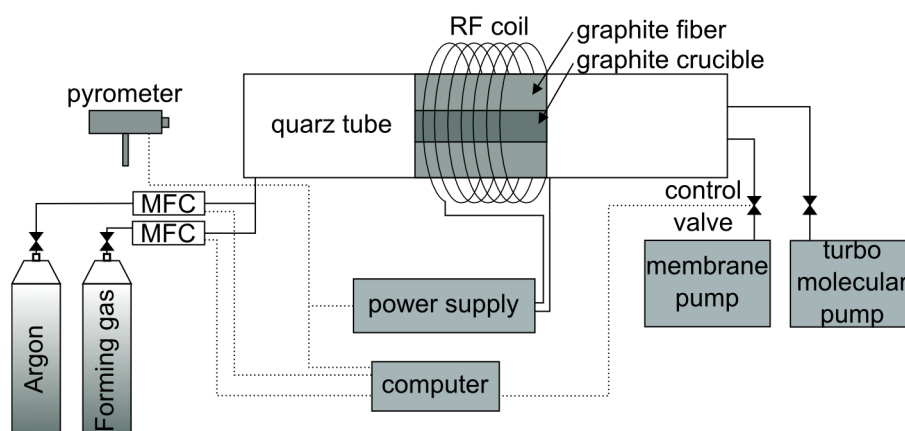 RF coil
graphite fiber
graphite crucible
pyrometer
quarz tube
MFC
MFC
control
valve
membrane
pump
turbo
molecular
pump
power supply
computer
Argon
Forming gas